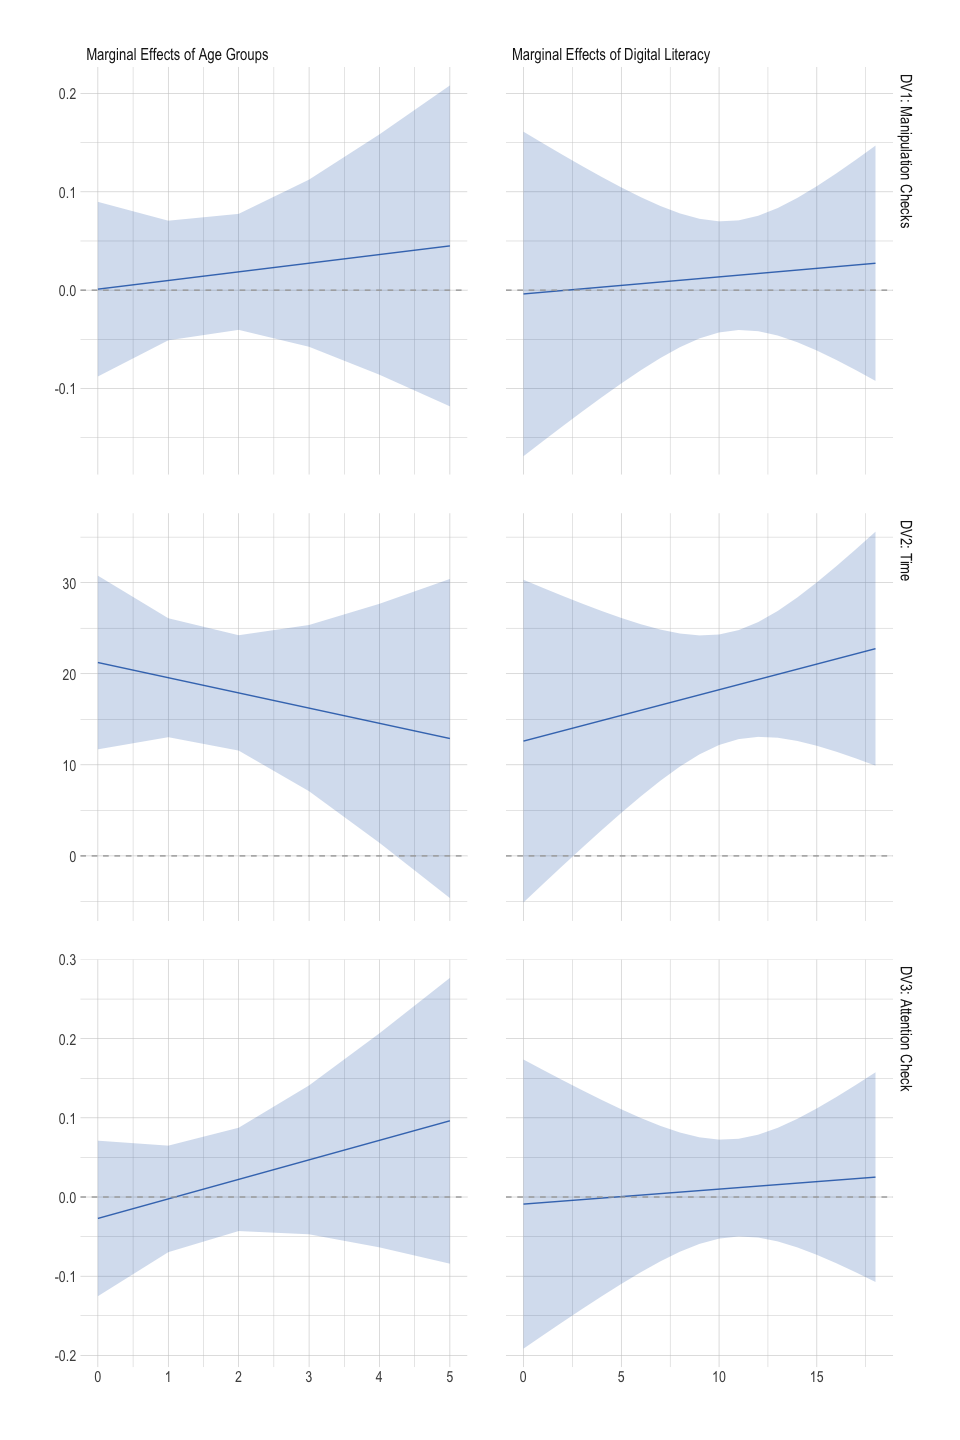 Marginal Effects of Age Groups
Marginal Effects of Digital Literacy
0.2
0.1
0.0
-0.1
DV1: Manipulation Checks
30
20
10
0
DV2: Time
0.3
0.2
0.1
0.0
-0.1
-0.2
DV3: Attention Check
0 1 2 3 4 5
0 5 10 15